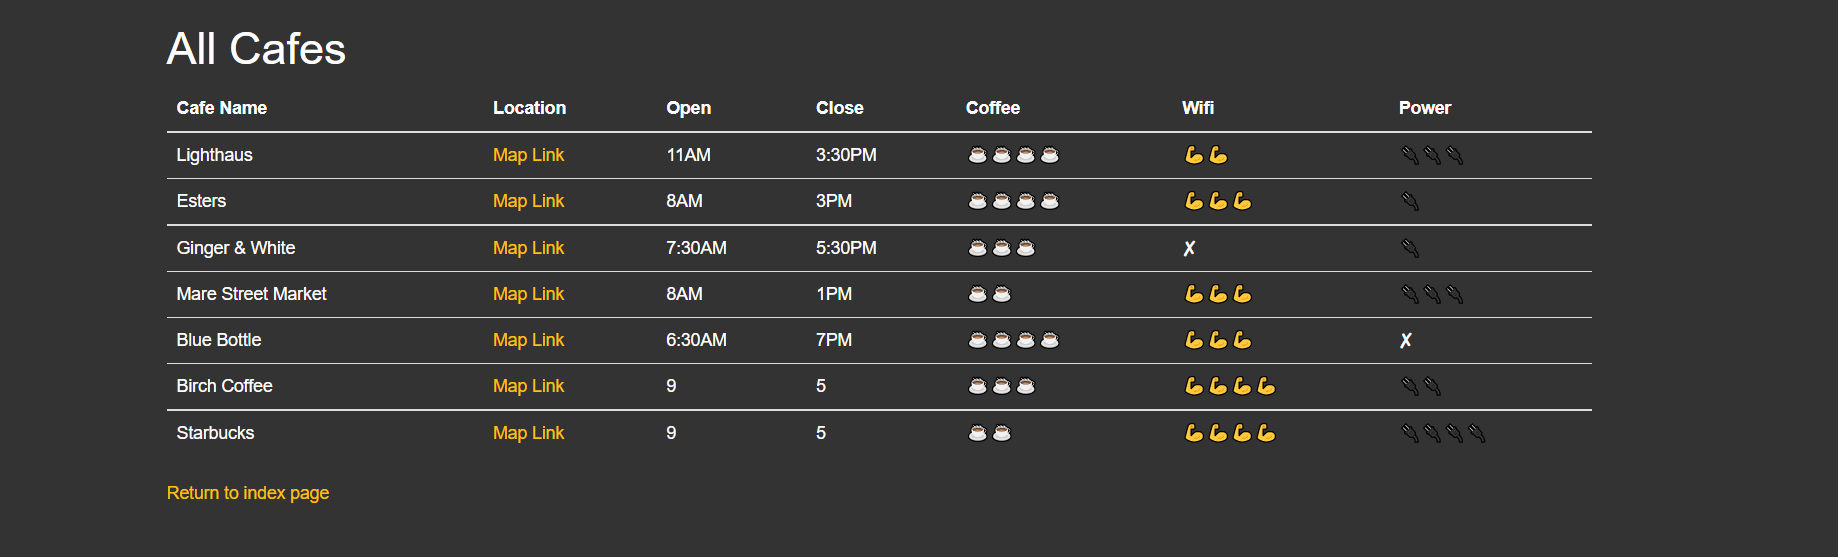 All Cafes
Cafe Name Location Open Close Coffee Wifi Power
Lighthaus Map Link 11AM 3:30PM ☕☕☕☕ 💪💪 🔌🔌🔌
Esters Map Link 8AM 3PM ☕☕☕☕ 💪💪💪 🔌
Ginger & White Map Link 7:30AM 5:30PM ☕☕☕ ✘ 🔌
Mare Street Market Map Link 8AM 1PM ☕☕ 💪💪💪 🔌🔌🔌
Blue Bottle Map Link 6:30AM 7PM ☕☕☕☕ 💪💪💪 ✘
Birch Coffee Map Link 9 5 ☕☕☕ 💪💪💪💪 🔌🔌
Starbucks Map Link 9 5 ☕☕ 💪💪💪💪 🔌🔌🔌🔌
Return to index page